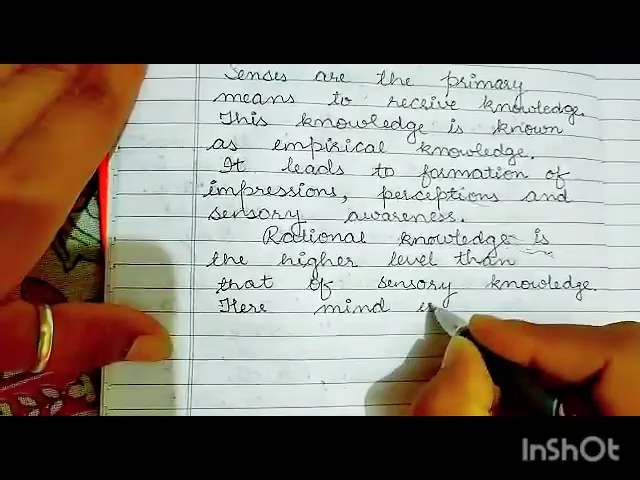 Senses are the primary
means to receive knowledge.
This knowledge is known
as empirical knowledge.
It leads to formation of
impressions, perceptions and
sensory awareness.
Rational knowledge is
the higher level than
that of sensory knowledge.
Here mind is
InShOt